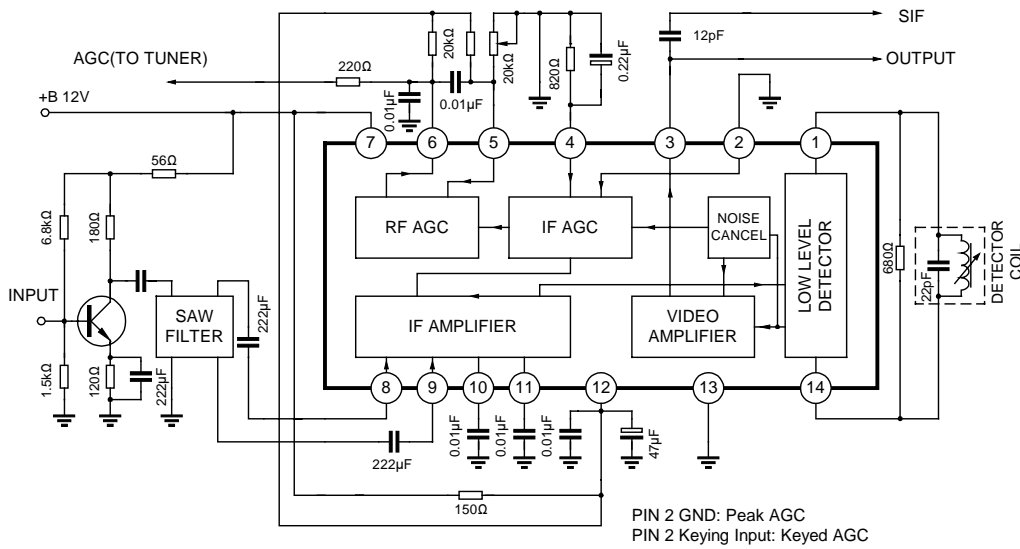 SIF
12pF
OUTPUT
AGC(TO TUNER)
20kΩ
20kΩ
820Ω
0.22µF
220Ω
0.01µF
0.01µF
+B 12V
7
6
5
4
3
2
1
56Ω
6.8kΩ
180Ω
RF AGC
IF AGC
NOISE
CANCEL
LOW LEVEL
DETECTOR
680Ω
22pF
DETECTOR
COIL
INPUT
SAW
FILTER
222µF
IF AMPLIFIER
VIDEO
AMPLIFIER
1.5kΩ
120Ω
222µF
8
9
10
11
12
13
14
222µF
0.01µF
0.01µF
0.01µF
47µF
150Ω
PIN 2 GND: Peak AGC
PIN 2 Keying Input: Keyed AGC